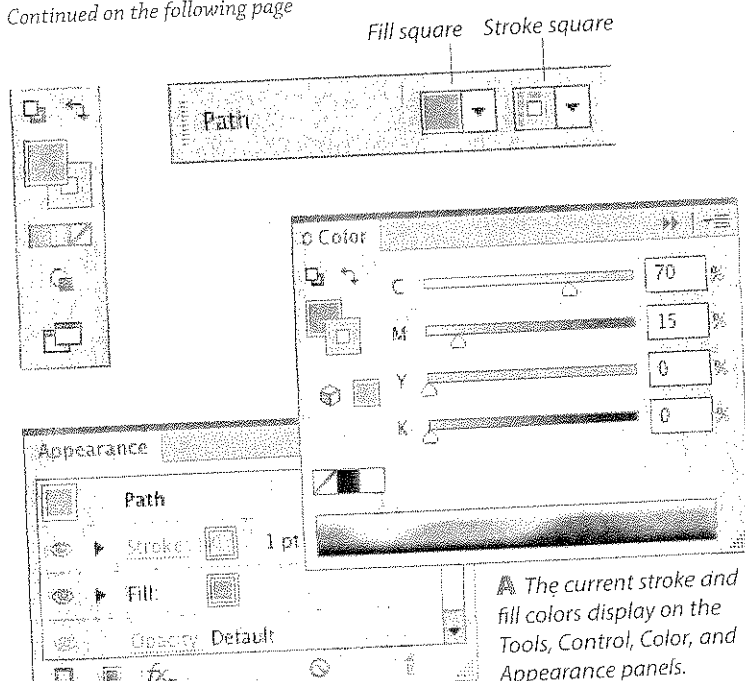 Continued on the following page
Fill square Stroke square
Path
Color
C 70 %
M 15 %
Y 0 %
K 0 %
Appearance
Path
Stroke: 1 pt
Fill:
Opacity: Default
fx
A The current stroke and
fill colors display on the
Tools, Control, Color, and
Appearance panels.